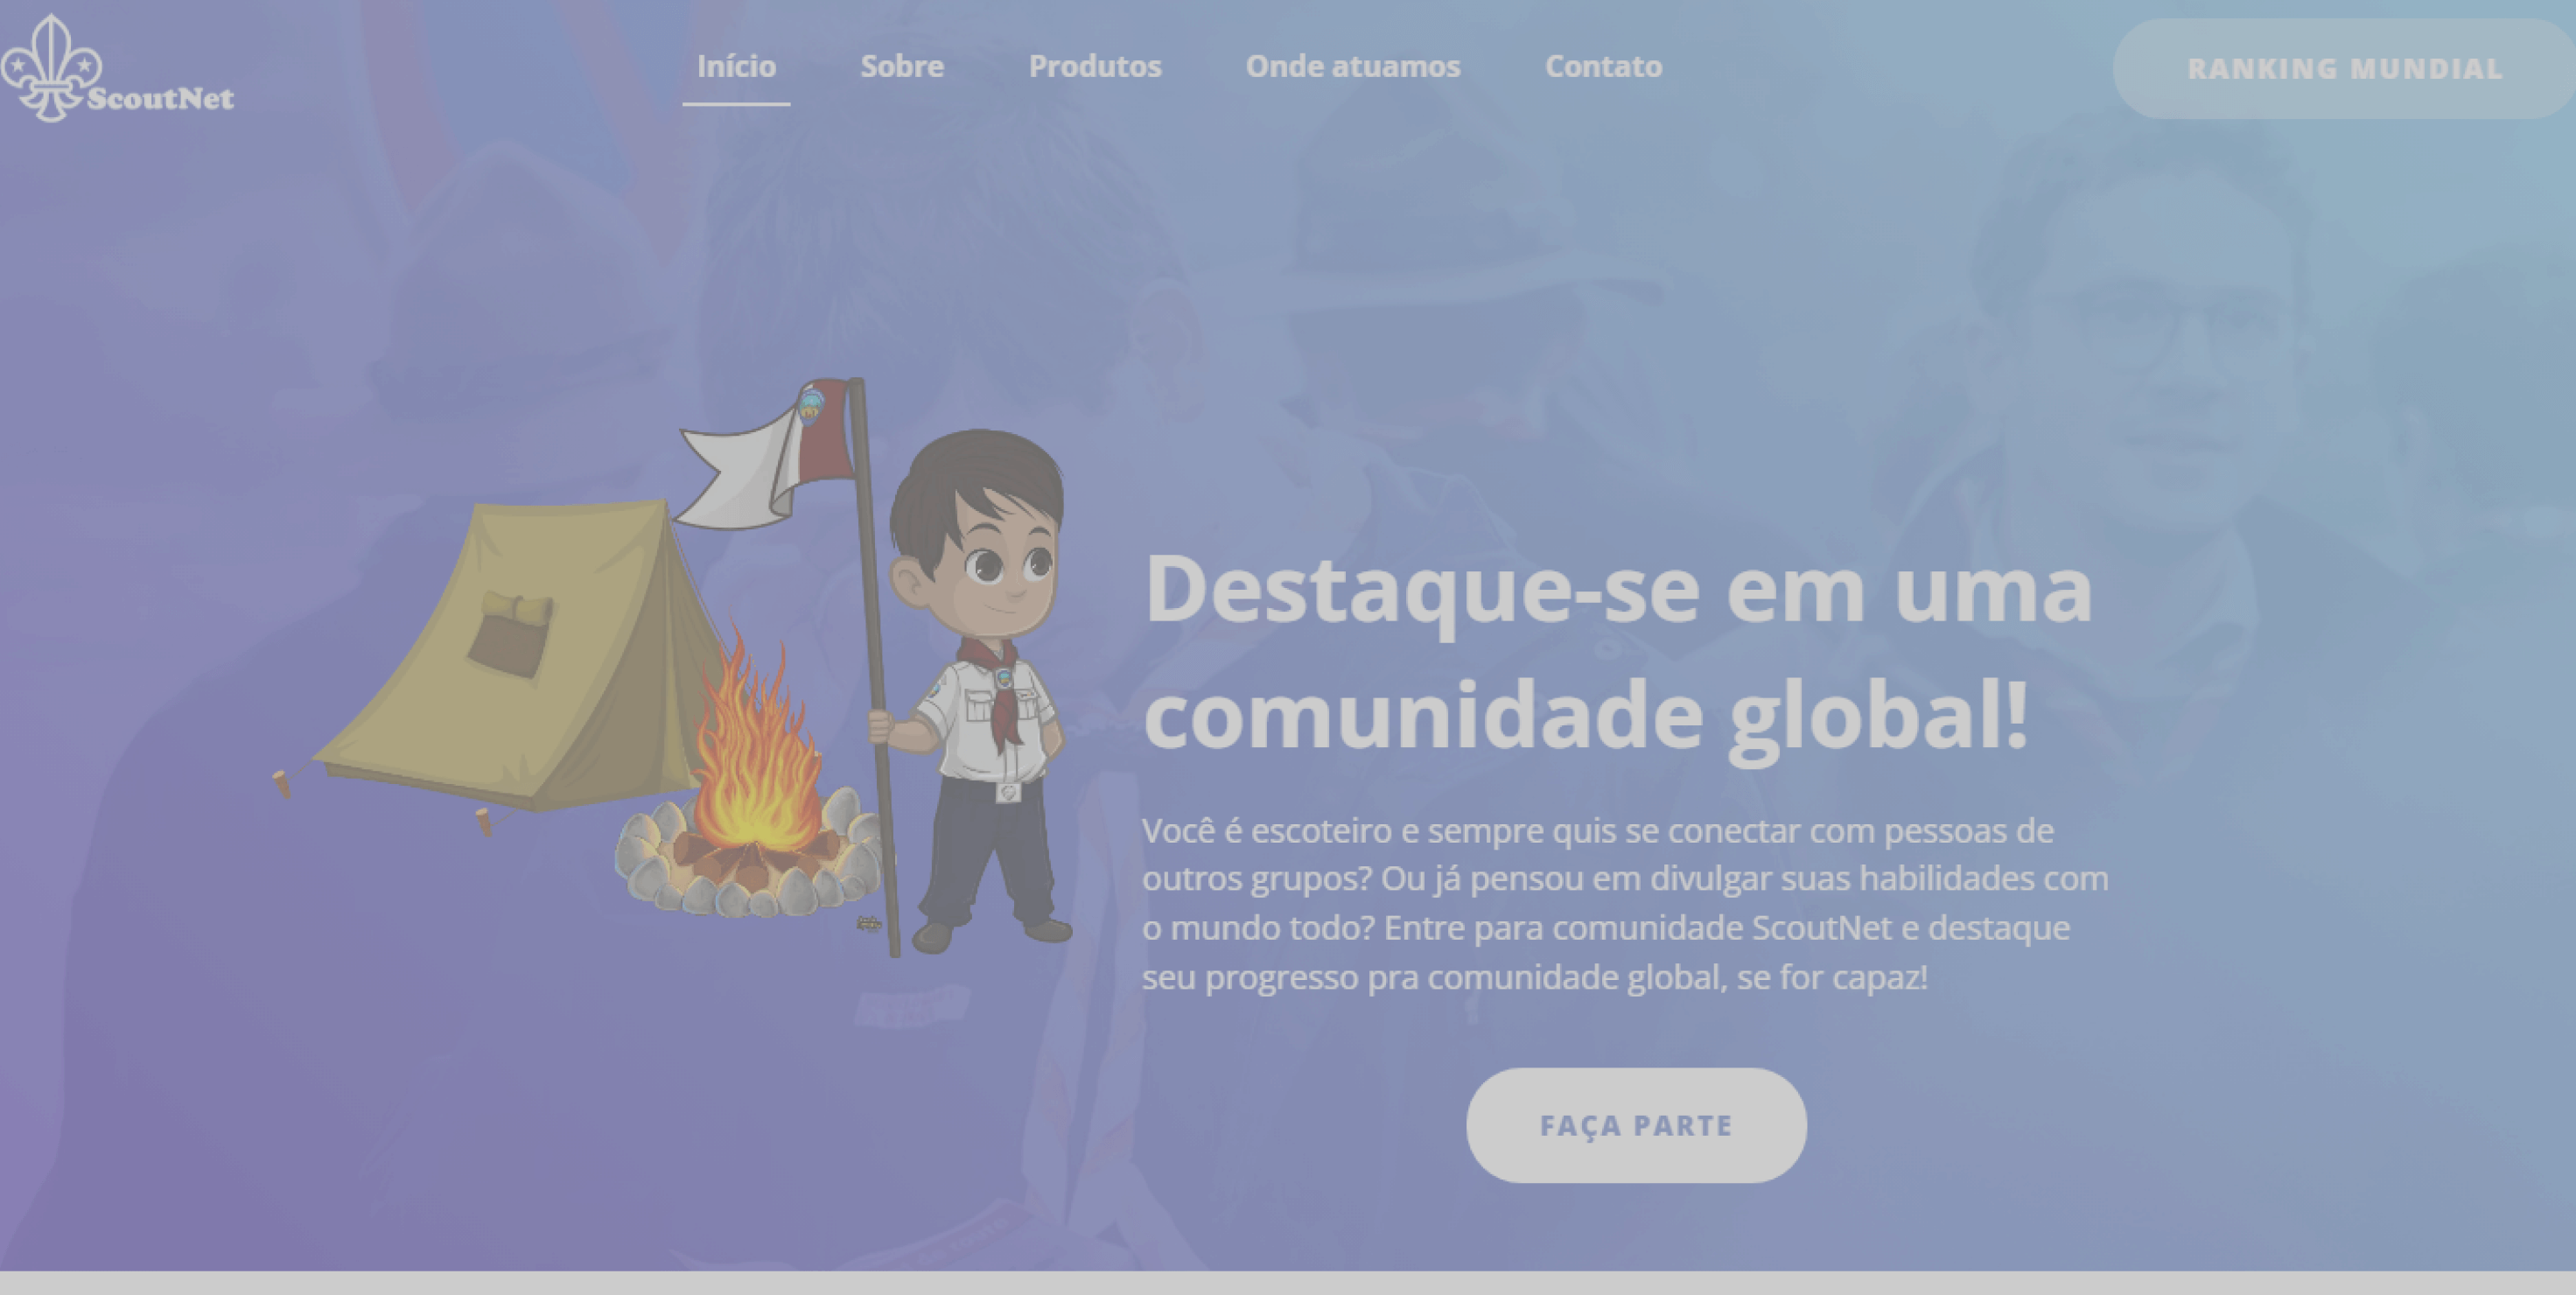 ScoutNet
Início
Sobre
Produtos
Onde atuamos
Contato
RANKING MUNDIAL
Destaque-se em uma
comunidade global!
Você é escoteiro e sempre quis se conectar com pessoas de
outros grupos? Ou já pensou em divulgar suas habilidades com
o mundo todo? Entre para comunidade ScoutNet e destaque
seu progresso pra comunidade global, se for capaz!
FAÇA PARTE